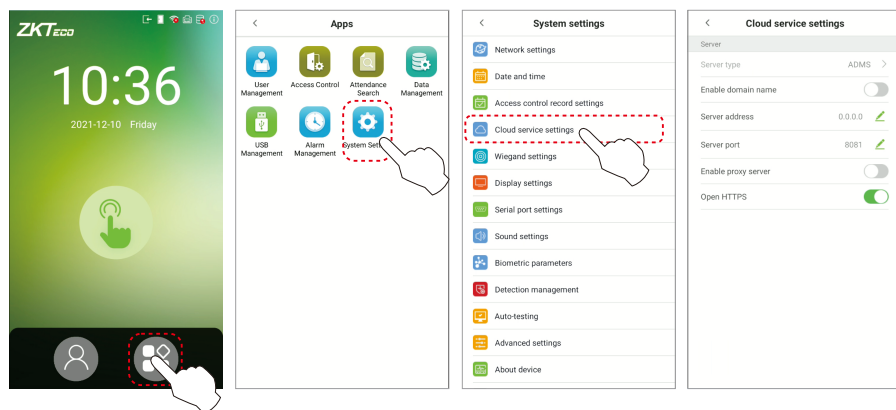 ZKTeco
10:36
2021-12-10 Friday
Apps
User
Management
Access Control
Attendance
Search
Data
Management
USB
Management
Alarm
Management
System Sett
System settings
Network settings
Date and time
Access control record settings
Cloud service settings
Wiegand settings
Display settings
Serial port settings
Sound settings
Biometric parameters
Detection management
Auto-testing
Advanced settings
About device
Cloud service settings
Server
Server type ADMS
Enable domain name
Server address 0.0.0.0
Server port 8081
Enable proxy server
Open HTTPS